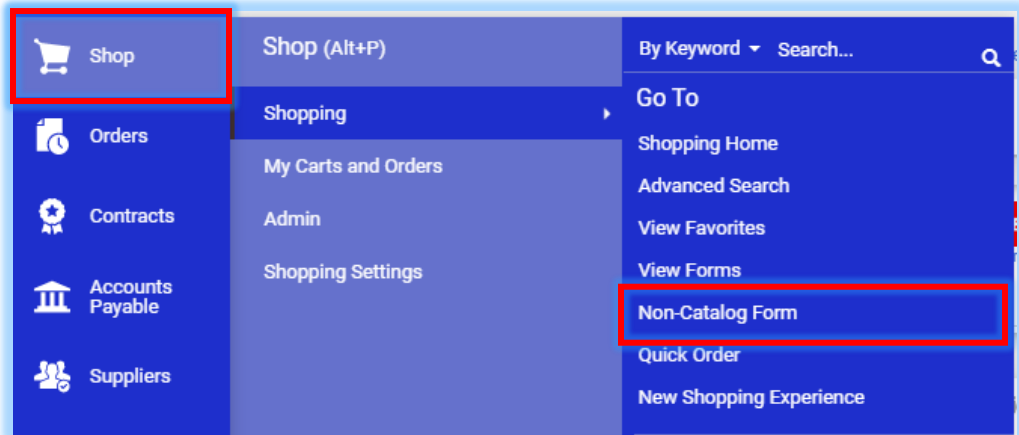 Shop
Orders
Contracts
Accounts
Payable
Suppliers
Shop (Alt+P)
Shopping
My Carts and Orders
Admin
Shopping Settings
By Keyword Search...
Go To
Shopping Home
Advanced Search
View Favorites
View Forms
Non-Catalog Form
Quick Order
New Shopping Experience